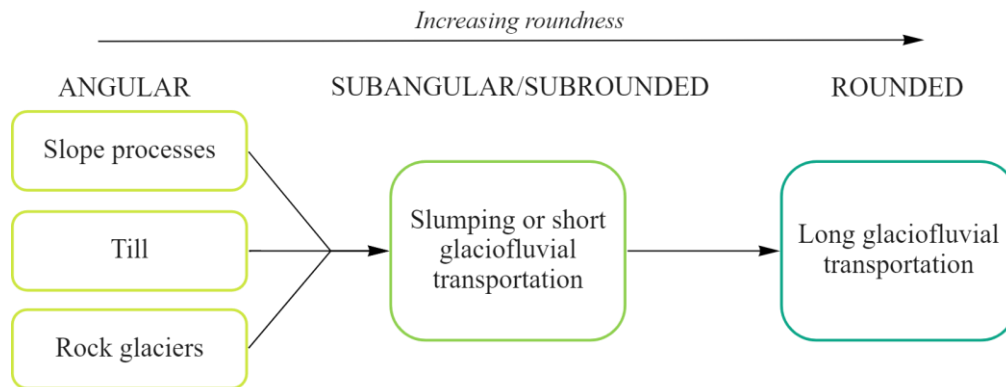 Increasing roundness
ANGULAR
SUBANGULAR/SUBROUNDED
ROUNDED
Slope processes
Till
Rock glaciers
Slumping or short
glaciofluvial
transportation
Long glaciofluvial
transportation